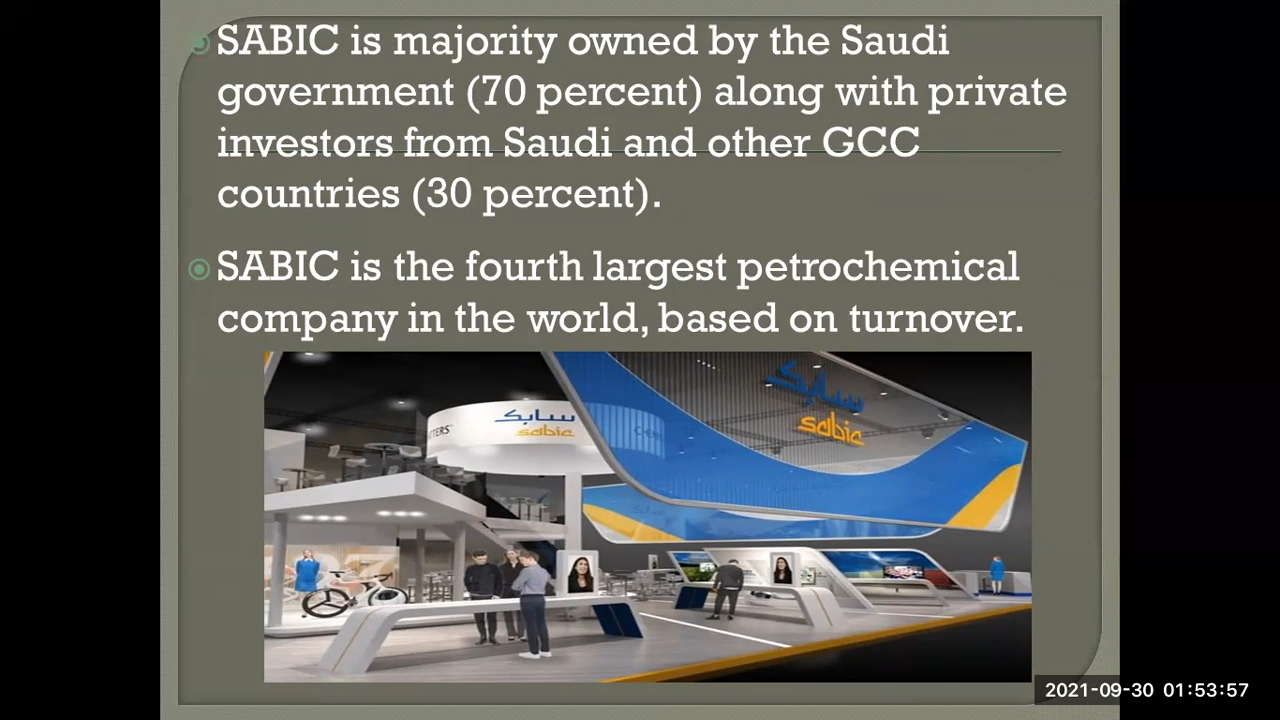 SABIC is majority owned by the Saudi
government (70 percent) along with private
investors from Saudi and other GCC
countries (30 percent).
SABIC is the fourth largest petrochemical
company in the world, based on turnover.
سابك
sabic
سابك
sabic
2021-09-30 01:53:57